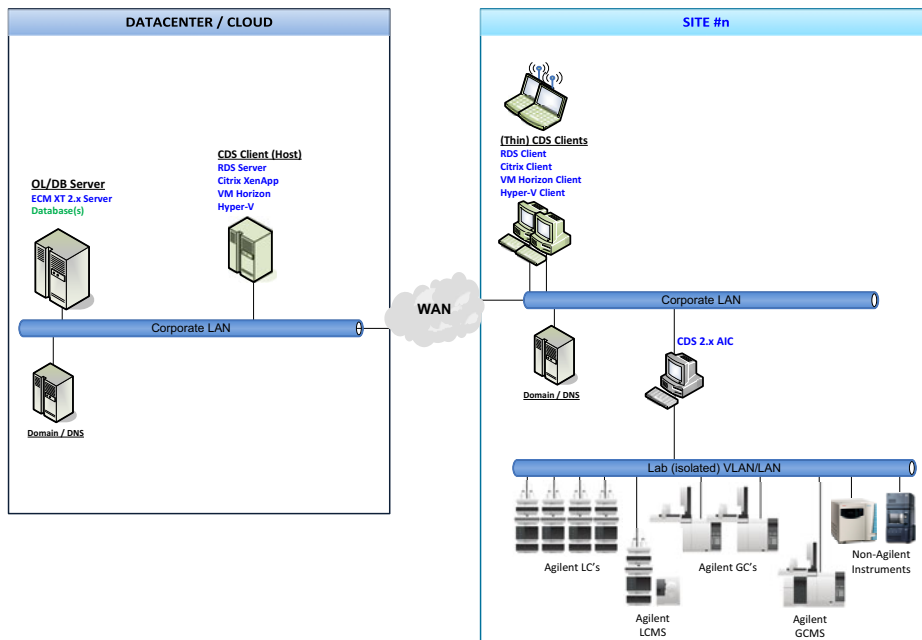 DATACENTER / CLOUD
OL/DB Server
ECM XT 2.x Server
Database(s)
CDS Client (Host)
RDS Server
Citrix XenApp
VM Horizon
Hyper-V
Corporate LAN
Domain / DNS
WAN
SITE #n
(Thin) CDS Clients
RDS Client
Citrix Client
VM Horizon Client
Hyper-V Client
Corporate LAN
Domain / DNS
CDS 2.x AIC
Lab (isolated) VLAN/LAN
Agilent LC's
Agilent
LCMS
Agilent GC's
Agilent
GCMS
Non-Agilent
Instruments